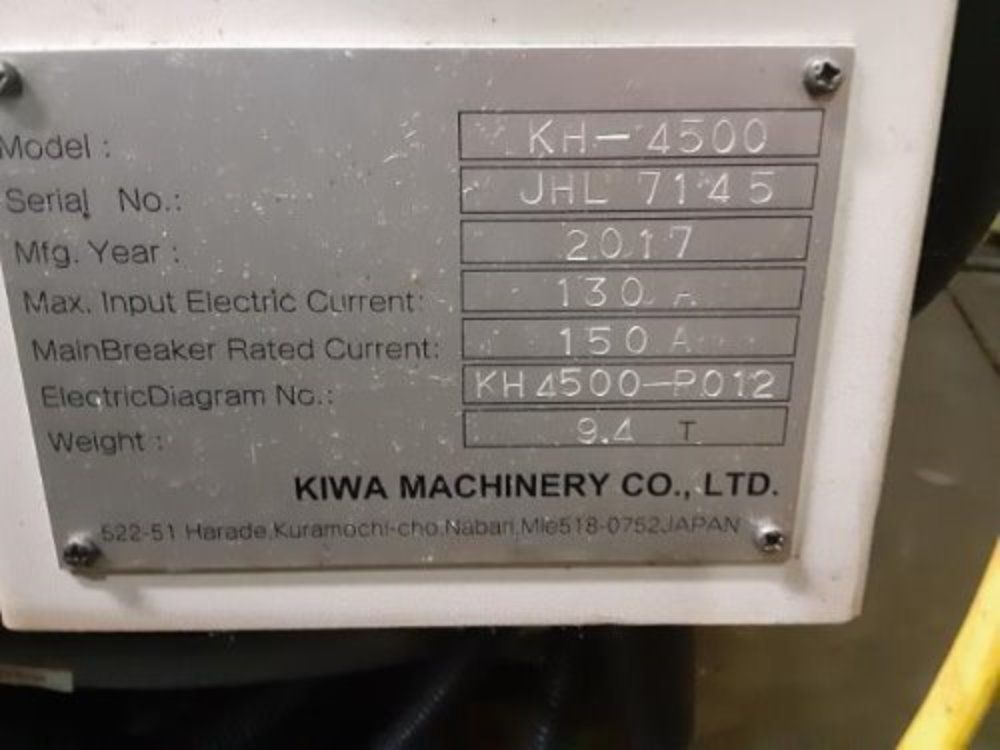 Model : KH-4500
Serial No.: JHL 7145
Mfg. Year : 2017
Max. Input Electric Current: 130 A
MainBreaker Rated Current: 150 A
ElectricDiagram No.: KH4500-P012
Weight : 9.4 T
KIWA MACHINERY CO., LTD.
522-51 Harade,Kuramochi-cho,Nabari,Mie518-0752JAPAN